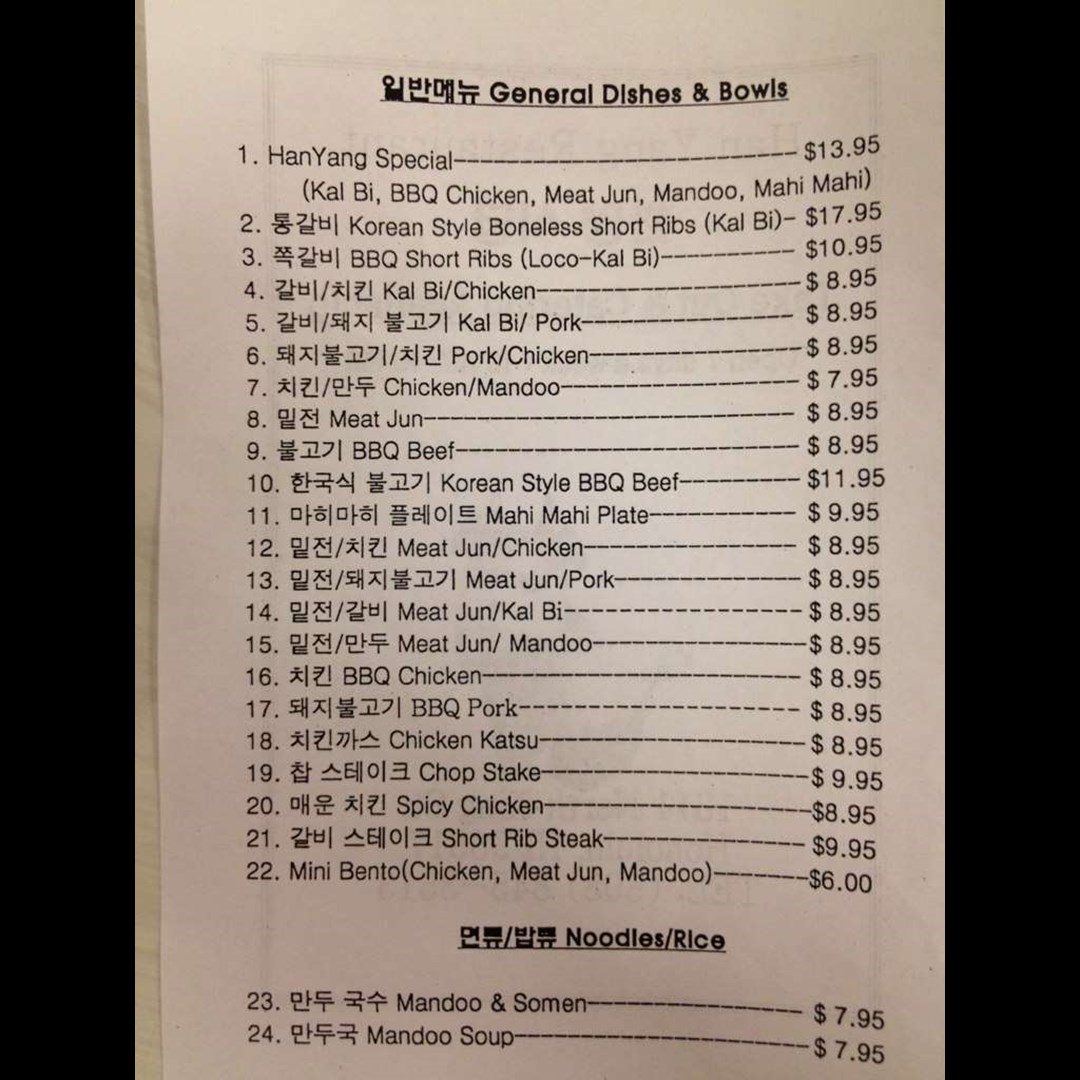 일반메뉴 General Dishes & Bowls
1. HanYang Special------------------------- $13.95
(Kal Bi, BBQ Chicken, Meat Jun, Mandoo, Mahi Mahi)
2. 통갈비 Korean Style Boneless Short Ribs (Kal Bi)- $17.95
3. 쪽갈비 BBQ Short Ribs (Loco-Kal Bi)---------- $10.95
4. 갈비/치킨 Kal Bi/Chicken------------------- $ 8.95
5. 갈비/돼지 불고기 Kal Bi/ Pork---------------- $ 8.95
6. 돼지불고기/치킨 Pork/Chicken---------------- $ 8.95
7. 치킨/만두 Chicken/Mandoo------------------ $ 7.95
8. 밑전 Meat Jun---------------------------- $ 8.95
9. 불고기 BBQ Beef-------------------------- $ 8.95
10. 한국식 불고기 Korean Style BBQ Beef--------- $11.95
11. 마히마히 플레이트 Mahi Mahi Plate----------- $ 9.95
12. 밑전/치킨 Meat Jun/Chicken---------------- $ 8.95
13. 밑전/돼지불고기 Meat Jun/Pork-------------- $ 8.95
14. 밑전/갈비 Meat Jun/Kal Bi------------------ $ 8.95
15. 밑전/만두 Meat Jun/ Mandoo----------------$ 8.95
16. 치킨 BBQ Chicken------------------------ $ 8.95
17. 돼지불고기 BBQ Pork--------------------- $ 8.95
18. 치킨까스 Chicken Katsu--------------------$ 8.95
19. 찹 스테이크 Chop Stake--------------------$ 9.95
20. 매운 치킨 Spicy Chicken--------------------$8.95
21. 갈비 스테이크 Short Rib Steak--------------- $9.95
22. Mini Bento(Chicken, Meat Jun, Mandoo)-------$6.00
면류/밥류 Noodles/Rice
23. 만두 국수 Mandoo & Somen---------------- $ 7.95
24. 만두국 Mandoo Soup----------------------$ 7.95